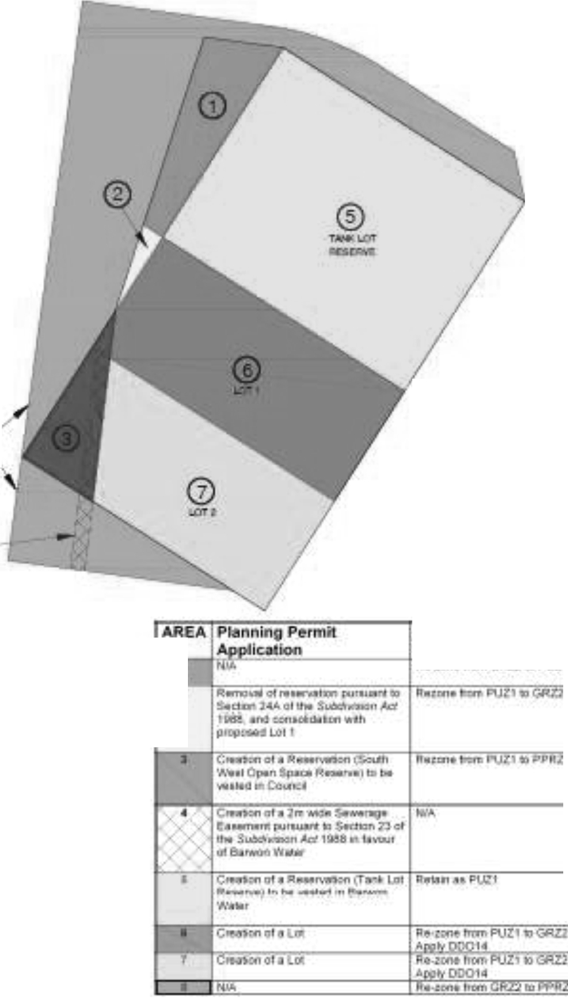 1
2
5
TANK LOT
RESERVE
6
LOT 1
3
7
LOT 2
AREA Planning Permit
Application
N/A
Removal of reservation pursuant to
Section 24A of the Subdivision Act
1988, and consolidation with
proposed Lot 1
Rezone from PUZ1 to GRZ2
3
Creation of a Reservation (South
West Open Space Reserve) to be
vested in Council
Rezone from PUZ1 to PPRZ
4
Creation of a 2m wide Sewerage
Easement pursuant to Section 23 of
the Subdivision Act 1988 in favour
of Barwon Water
N/A
5
Creation of a Reservation (Tank Lot
Reserve) to be vested in Barwon
Water
Retain as PUZ1
6
Creation of a Lot
Re-zone from PUZ1 to GRZ2
Apply DDO14
7
Creation of a Lot
Re-zone from PUZ1 to GRZ2
Apply DDO14
8
N/A
Re-zone from GRZ2 to PPRZ